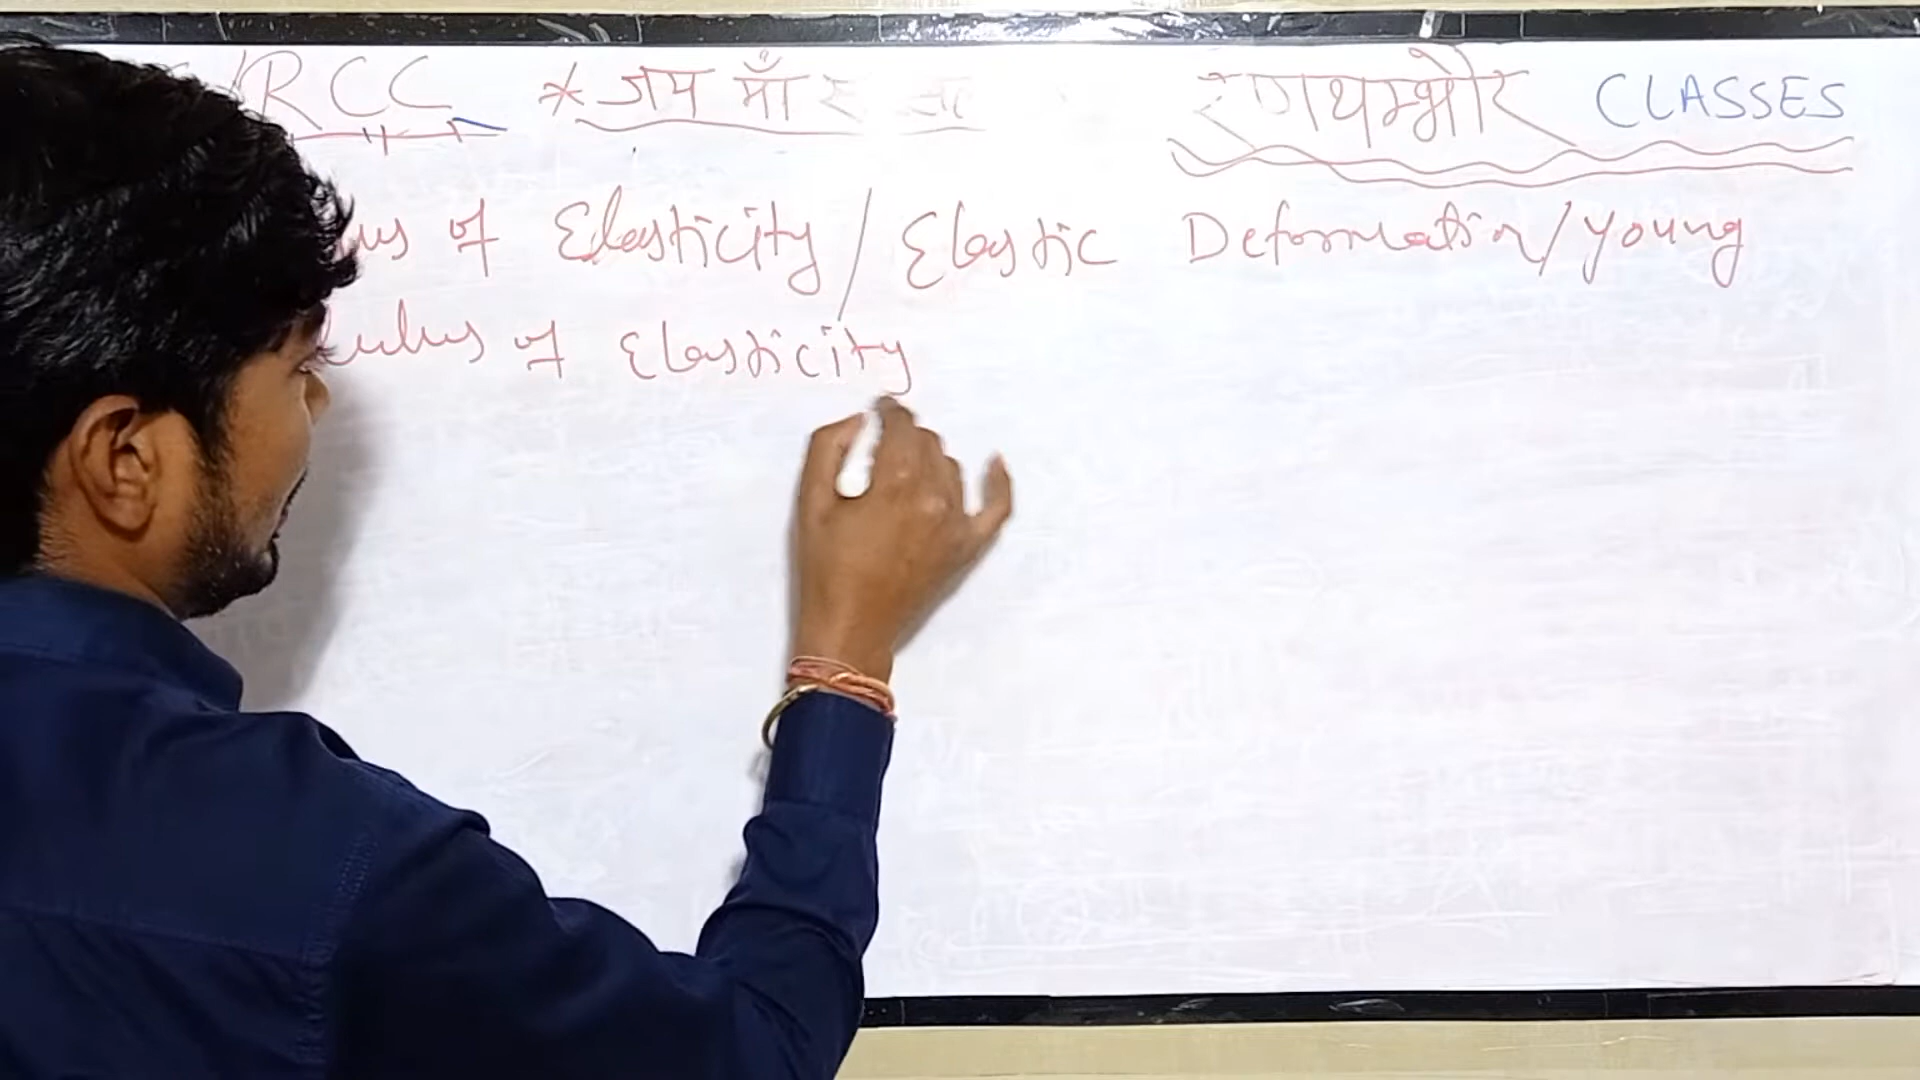 RCC * जय माँ रणथम्भौर CLASSES
of Elasticity / Elastic Deformation / Young
of Elasticity